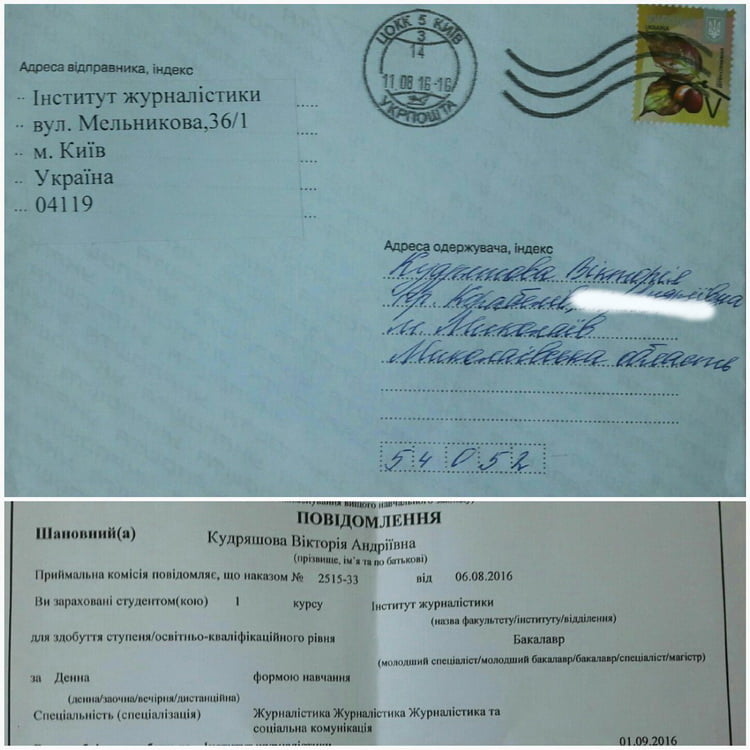 ЦОКК 5 КИЇВ
3
14
11 08 16-16
УКРПОШТА
УКРАЇНА
Адреса відправника, індекс
Інститут журналістики
вул. Мельникова,36/1
м. Київ
Україна
04119
Адреса одержувача, індекс
Кудряшова Вікторія
пр. Корабелів,
м. Миколаїв
Миколаївська область
54052
вищого навчального закладу)
ПОВІДОМЛЕННЯ
Шановний(а) Кудряшова Вікторія Андріївна
(прізвище, ім'я та по батькові)
Приймальна комісія повідомляє, що наказом № 2515-33 від 06.08.2016
Ви зараховані студентом(кою) 1 курсу Інститут журналістики
(назва факультету/інституту/відділення)
для здобуття ступеня/освітньо-кваліфікаційного рівня Бакалавр
(молодший спеціаліст/молодший бакалавр/бакалавр/спеціаліст/магістр)
за Денна формою навчання
(денна/заочна/вечірня/дистанційна)
Спеціальність (спеціалізація) Журналістика Журналістика Журналістика та
соціальна комунікація
01.09.2016